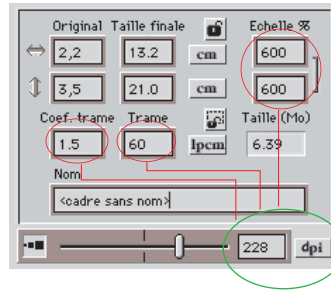 Original Taille finale Echelle %
2,2 13.2 cm 600
3,5 21.0 cm 600
Coef. trame Trame Taille (Mo)
1.5 60 lpcm 6.39
Nom
<cadre sans nom>
228 dpi